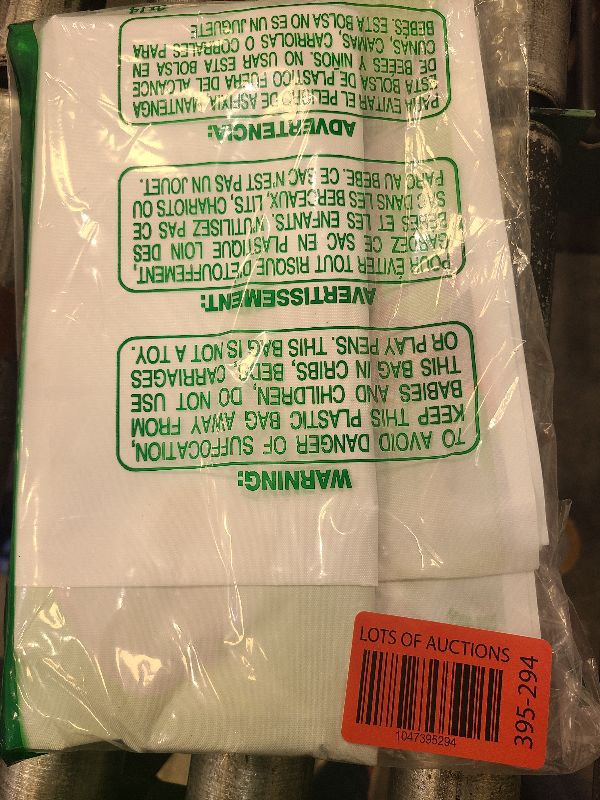 WARNING:
TO AVOID DANGER OF SUFFOCATION,
KEEP THIS PLASTIC BAG AWAY FROM
BABIES AND CHILDREN, DO NOT USE
THIS BAG IN CRIBS, BEDS, CARRIAGES
OR PLAY PENS. THIS BAG IS NOT A TOY.
AVERTISSEMENT:
POUR ÉVITER TOUT RISQUE D'ETOUFFEMENT,
GARDEZ CE SAC EN PLASTIQUE LOIN DES
BEBES ET LES ENFANTS. N'UTILISEZ PAS CE
SAC DANS LES BERCEAUX, LITS, CHARIOTS OU
PARC AU BEBE. CE SAC N'EST PAS UN JOUET.
ADVERTENCIA:
PARA EVITAR EL PELIGRO DE ASFIXIA, MANTENGA
ESTA BOLSA DE PLASTICO FUERA DEL ALCANCE
DE BEBES Y NIÑOS. NO USAR ESTA BOLSA EN
CUNAS, CAMAS, CARRIOLAS O CORRALES PARA
BEBÉS. ESTA BOLSA NO ES UN JUGUETE
LOTS OF AUCTIONS
1047395294
395-294